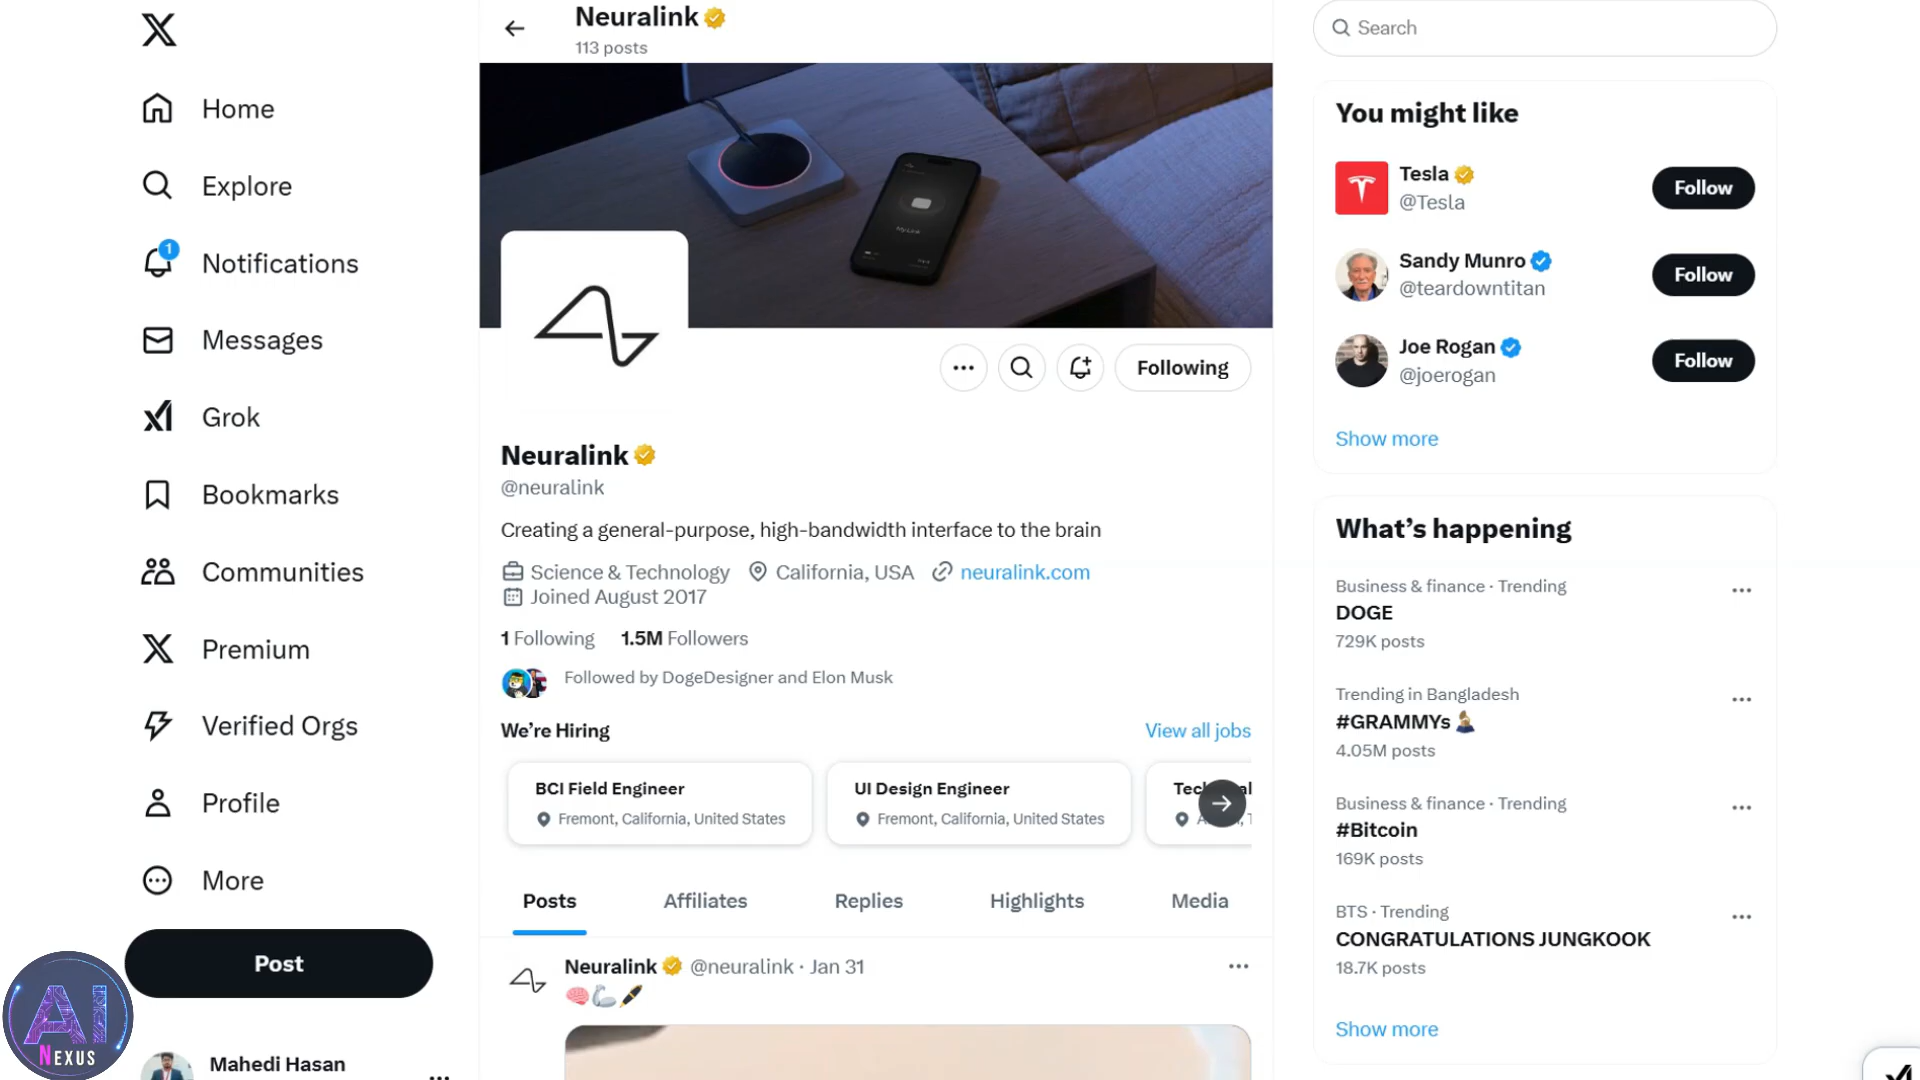 Home
Explore
1
Notifications
Messages
Grok
Bookmarks
Communities
Premium
Verified Orgs
Profile
More
Post
Mahedi Hasan
AI
NEXUS
Neuralink
113 posts
MyLink
Following
Neuralink
@neuralink
Creating a general-purpose, high-bandwidth interface to the brain
Science & Technology California, USA neuralink.com
Joined August 2017
1 Following 1.5M Followers
Followed by DogeDesigner and Elon Musk
We're Hiring View all jobs
BCI Field Engineer
Fremont, California, United States
UI Design Engineer
Fremont, California, United States
Posts Affiliates Replies Highlights Media
Neuralink @neuralink · Jan 31
🧠🦾🖋️
Search
You might like
Tesla
@Tesla
Follow
Sandy Munro
@teardowntitan
Follow
Joe Rogan
@joerogan
Follow
Show more
What's happening
Business & finance · Trending
DOGE
729K posts
Trending in Bangladesh
#GRAMMYs
4.05M posts
Business & finance · Trending
#Bitcoin
169K posts
BTS · Trending
CONGRATULATIONS JUNGKOOK
18.7K posts
Show more